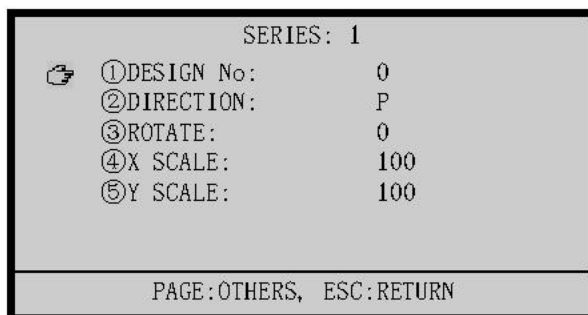 SERIES: 1
①DESIGN No: 0
②DIRECTION: P
③ROTATE: 0
④X SCALE: 100
⑤Y SCALE: 100
PAGE:OTHERS, ESC:RETURN